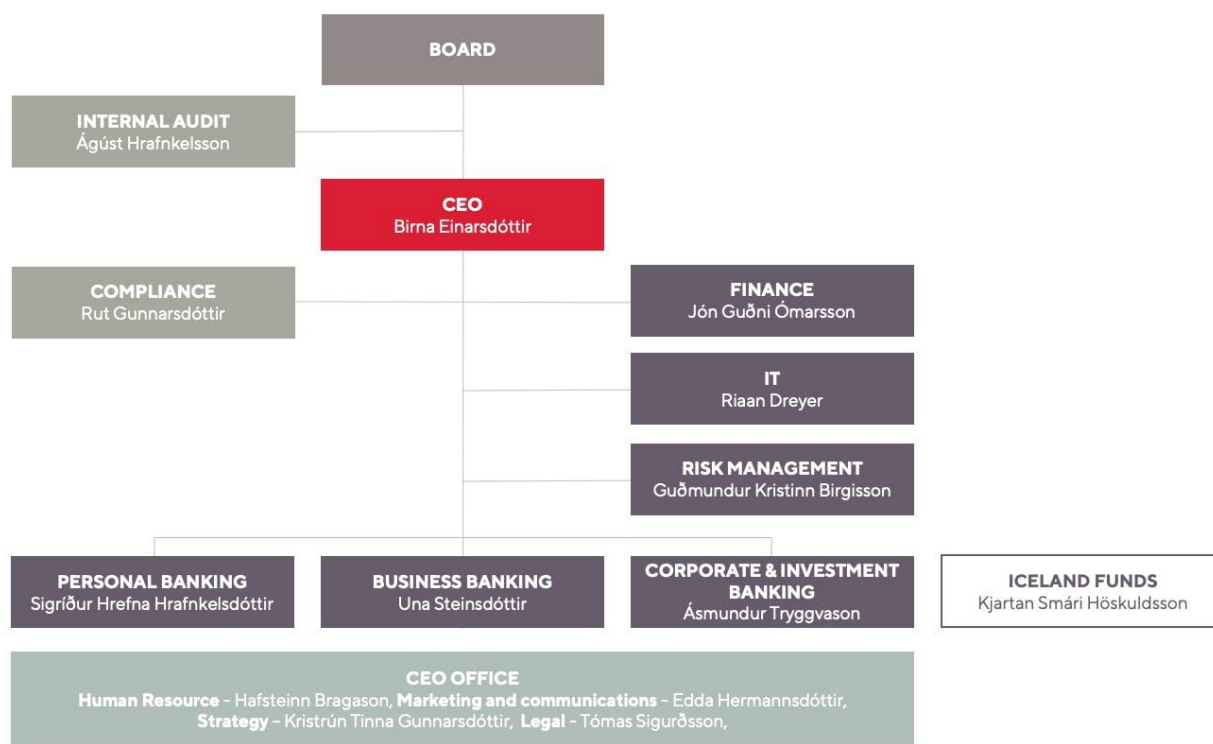 BOARD
INTERNAL AUDIT
Ágúst Hrafnkelsson
CEO
Birna Einarsdóttir
COMPLIANCE
Rut Gunnarsdóttir
FINANCE
Jón Guðni Ómarsson
IT
Riaan Dreyer
RISK MANAGEMENT
Guðmundur Kristinn Birgisson
PERSONAL BANKING
Sigríður Hrefna Hrafnkelsdóttir
BUSINESS BANKING
Una Steinsdóttir
CORPORATE & INVESTMENT
BANKING
Ásmundur Tryggvason
ICELAND FUNDS
Kjartan Smári Höskuldsson
CEO OFFICE
Human Resource - Hafsteinn Bragason, Marketing and communications - Edda Hermannsdóttir,
Strategy – Kristrún Tinna Gunnarsdóttir, Legal - Tómas Sigurðsson,